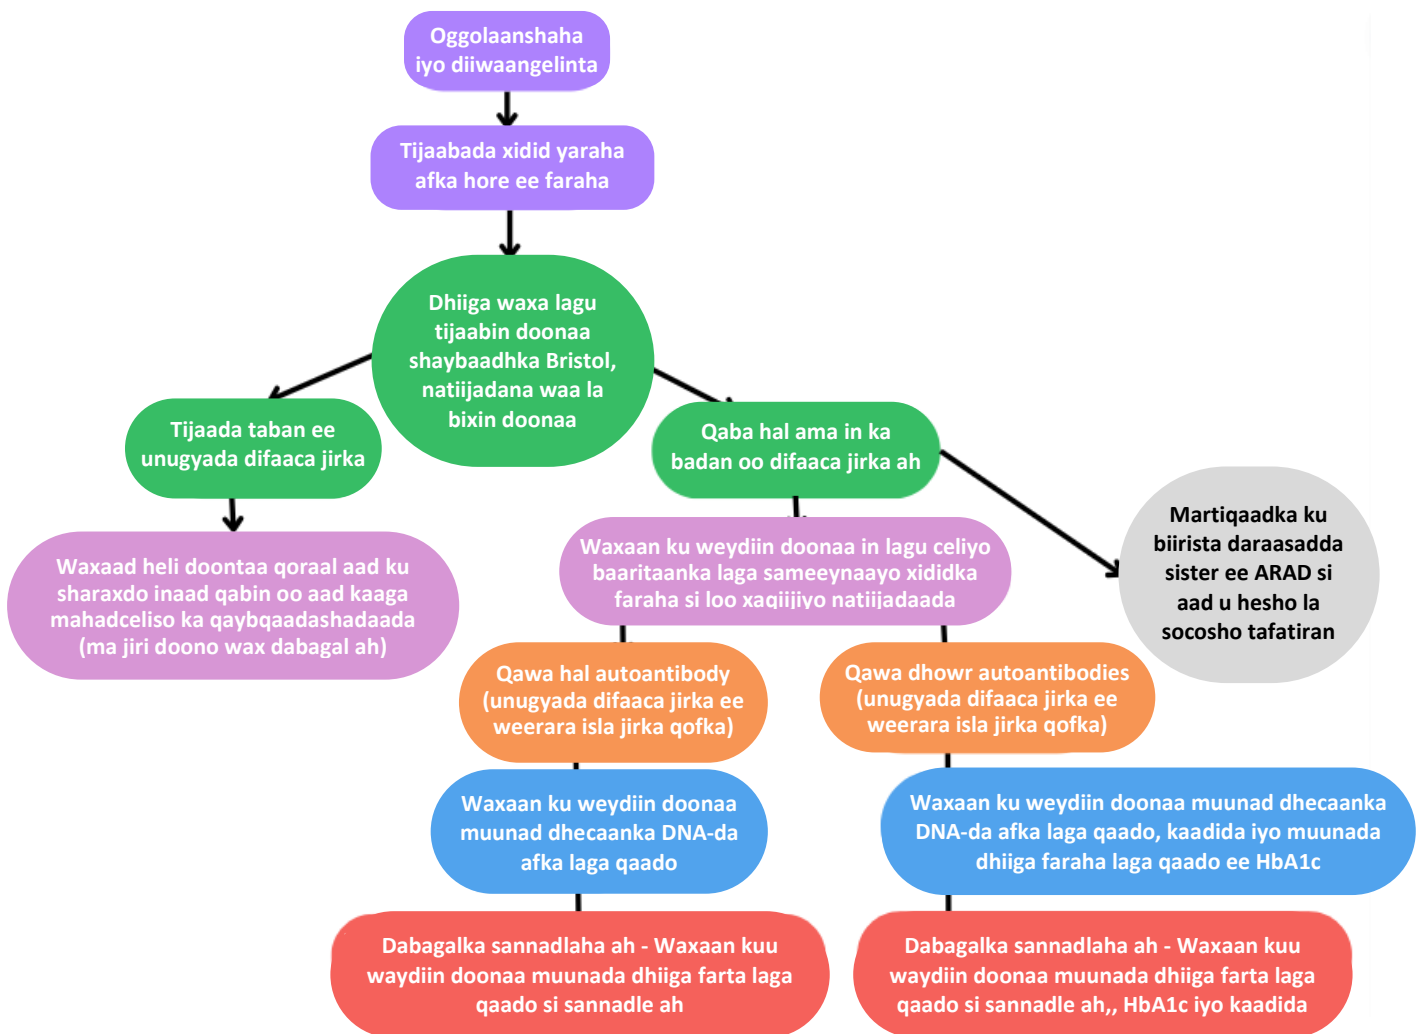 Oggolaanshaha
iyo diiwaangelinta
Tijaabada xidid yaraha
afka hore ee faraha
Dhiiga waxa lagu
tijaabin doonaa
shaybaadhka Bristol,
natiijadana waa la
bixin doonaa
Tijaada taban ee
unugyada difaaca jirka
Qaba hal ama in ka
badan oo difaaca jirka ah
Waxaad heli doontaa qoraal aad ku
sharaxdo inaad qabin oo aad kaaga
mahadceliso ka qaybqaadashadaada
(ma jiri doono wax dabagal ah)
Waxaan ku weydiin doonaa in lagu celiyo
baaritaanka laga sameeynaayo xididka
faraha si loo xaqiijiyo natiijadaada
Martiqaadka ku
biirista daraasadda
sister ee ARAD si
aad u hesho la
socosho tafatiran
Qawa hal autoantibody
(unugyada difaaca jirka ee
weerara isla jirka qofka)
Qawa dhowr autoantibodies
(unugyada difaaca jirka ee
weerara isla jirka qofka)
Waxaan ku weydiin doonaa
muunad dhecaanka DNA-da
afka laga qaado
Waxaan ku weydiin doonaa muunad dhecaanka
DNA-da afka laga qaado, kaadida iyo muunada
dhiiga faraha laga qaado ee HbA1c
Dabagalka sannadlaha ah - Waxaan kuu
waydiin doonaa muunada dhiiga farta laga
qaado si sannadle ah
Dabagalka sannadlaha ah - Waxaan kuu
waydiin doonaa muunada dhiiga farta laga
qaado si sannadle ah,, HbA1c iyo kaadida